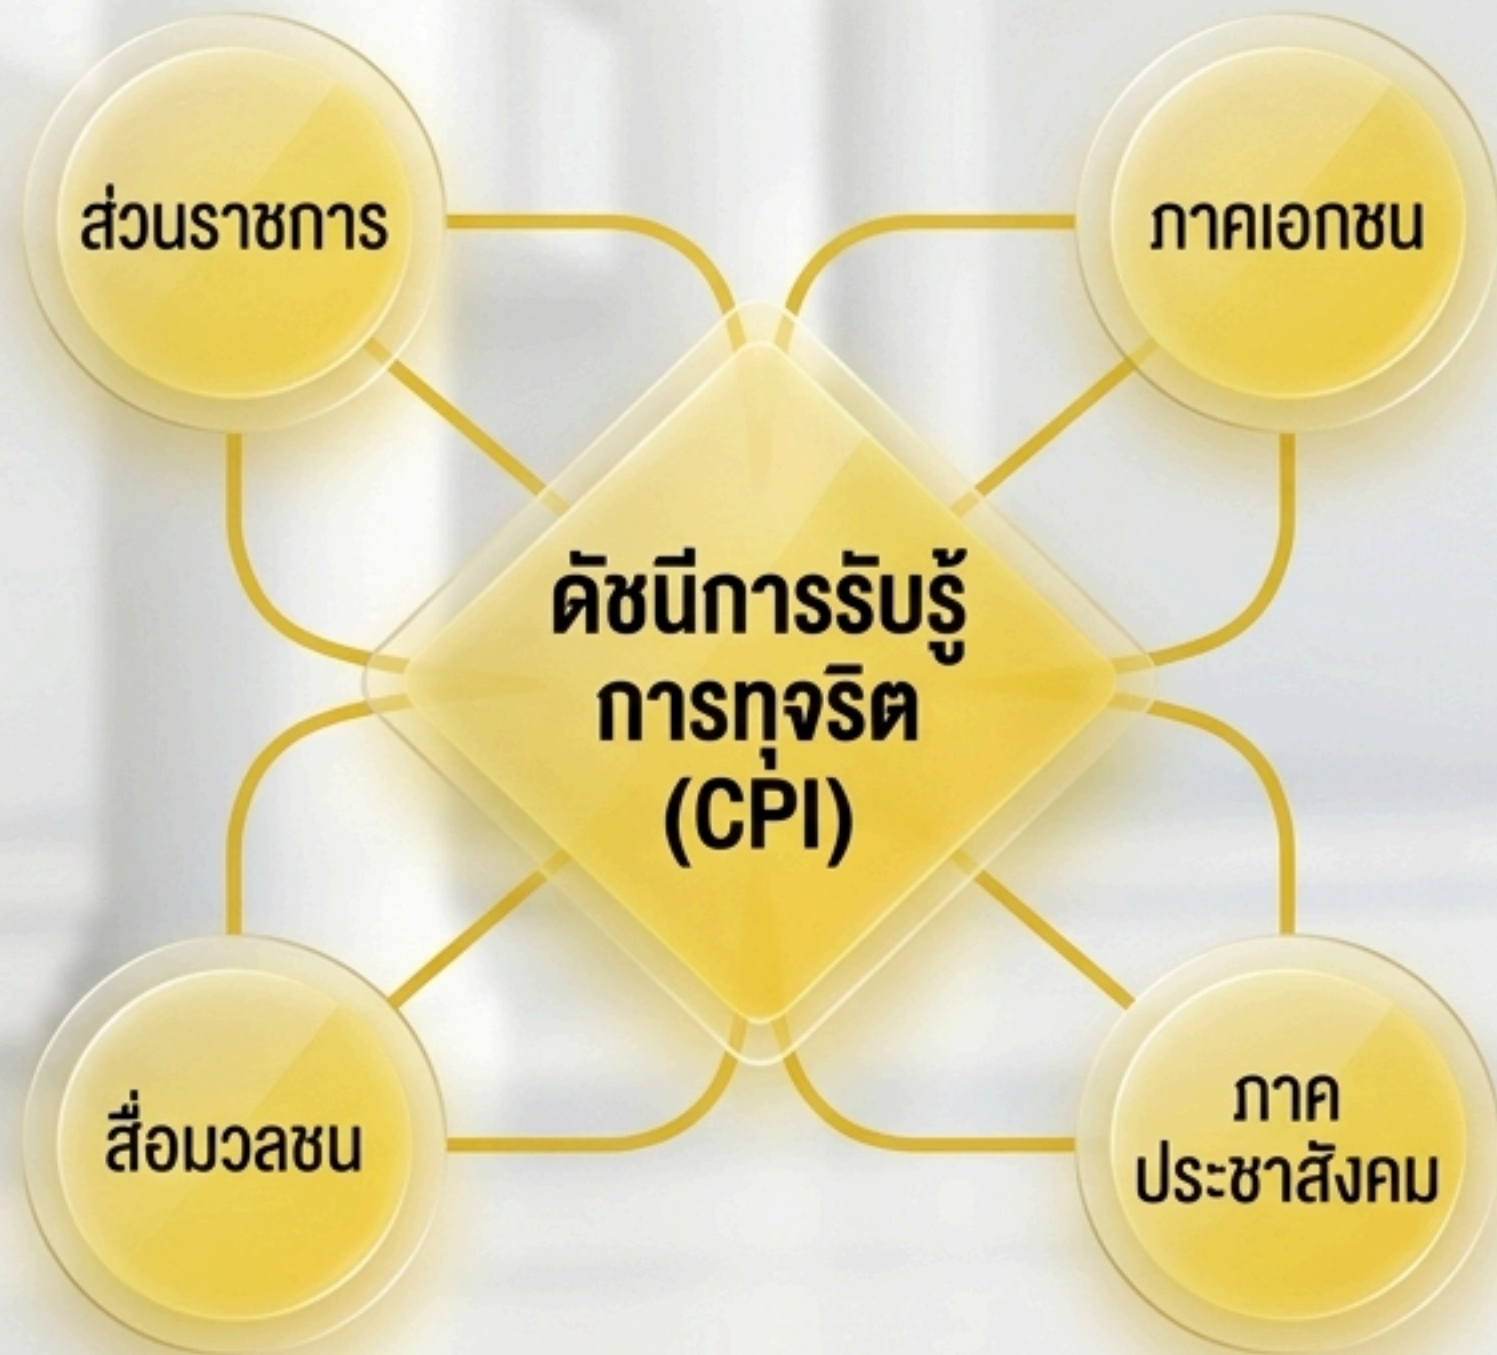 ส่วนราชการ
ภาคเอกชน
ดัชนีการรับรู้
การทุจริต
(CPI)
สื่อมวลชน
ภาค
ประชาสังคม